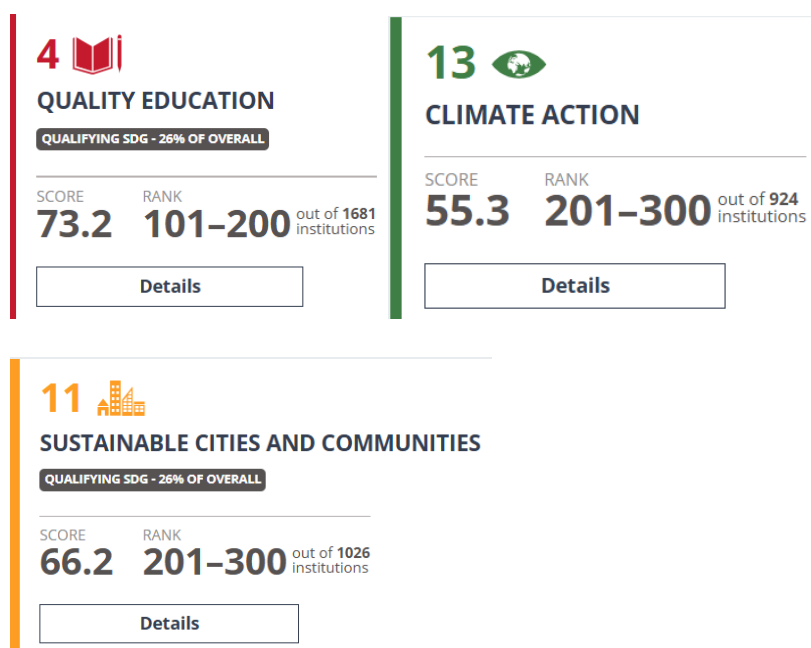 4
QUALITY EDUCATION
QUALIFYING SDG - 26% OF OVERALL
SCORE RANK
73.2 101–200 out of 1681 institutions
Details
13
CLIMATE ACTION
SCORE RANK
55.3 201–300 out of 924 institutions
Details
11
SUSTAINABLE CITIES AND COMMUNITIES
QUALIFYING SDG - 26% OF OVERALL
SCORE RANK
66.2 201–300 out of 1026 institutions
Details